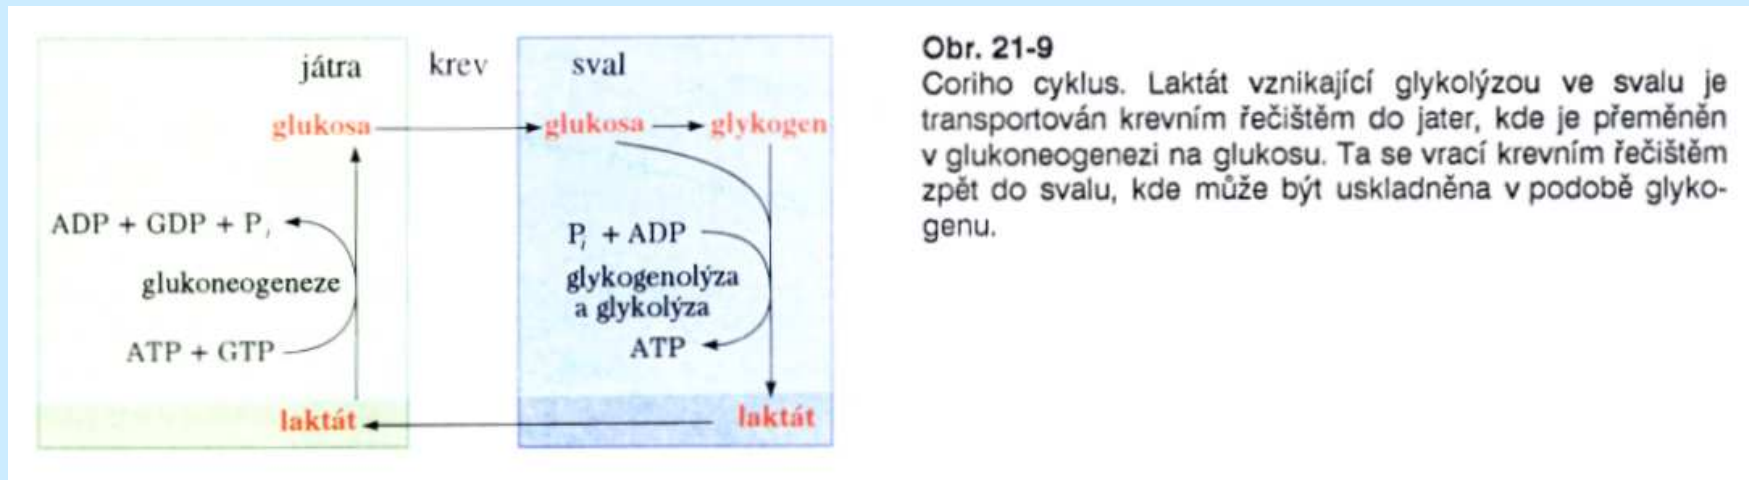 játra krev sval
glukosa glukosa glykogen
ADP + GDP + Pi
glukoneogeneze
ATP + GTP
Pi + ADP
glykogenolýza
a glykolýza
ATP
laktát laktát
Obr. 21-9
Coriho cyklus. Laktát vznikající glykolýzou ve svalu je
transportován krevním řečištěm do jater, kde je přeměněn
v glukoneogenezi na glukosu. Ta se vrací krevním řečištěm
zpět do svalu, kde může být uskladněna v podobě glyko-
genu.